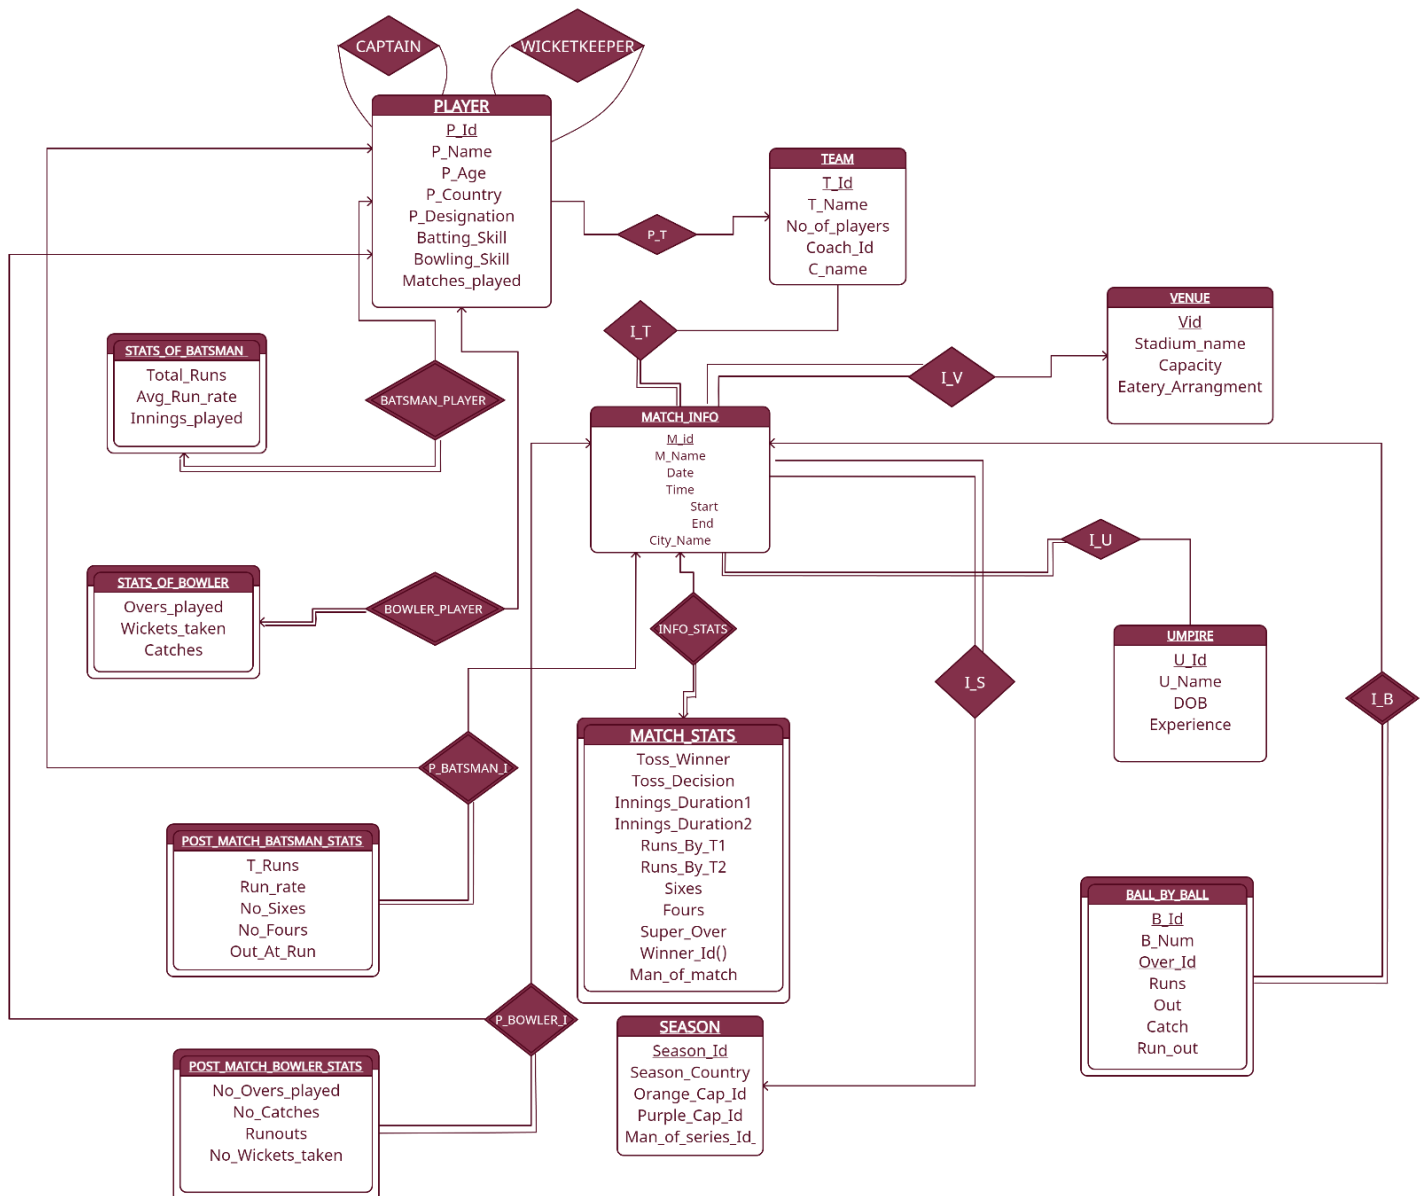 CAPTAIN
WICKETKEEPER
PLAYER
P_Id
P_Name
P_Age
P_Country
P_Designation
Batting_Skill
Bowling_Skill
Matches_played
TEAM
T_Id
T_Name
No_of_players
Coach_Id
C_name
P_T
I_T
VENUE
Vid
Stadium_name
Capacity
Eatery_Arrangment
I_V
STATS_OF_BATSMAN
Total_Runs
Avg_Run_rate
Innings_played
BATSMAN_PLAYER
MATCH_INFO
M_id
M_Name
Date
Time
Start
End
City_Name
I_U
STATS_OF_BOWLER
Overs_played
Wickets_taken
Catches
BOWLER_PLAYER
INFO_STATS
UMPIRE
U_Id
U_Name
DOB
Experience
I_S
I_B
MATCH_STATS
Toss_Winner
Toss_Decision
Innings_Duration1
Innings_Duration2
Runs_By_T1
Runs_By_T2
Sixes
Fours
Super_Over
Winner_Id()
Man_of_match
P_BATSMAN_I
POST_MATCH_BATSMAN_STATS
T_Runs
Run_rate
No_Sixes
No_Fours
Out_At_Run
BALL_BY_BALL
B_Id
B_Num
Over_Id
Runs
Out
Catch
Run_out
P_BOWLER_I
SEASON
Season_Id
Season_Country
Orange_Cap_Id
Purple_Cap_Id
Man_of_series_Id_
POST_MATCH_BOWLER_STATS
No_Overs_played
No_Catches
Runouts
No_Wickets_taken